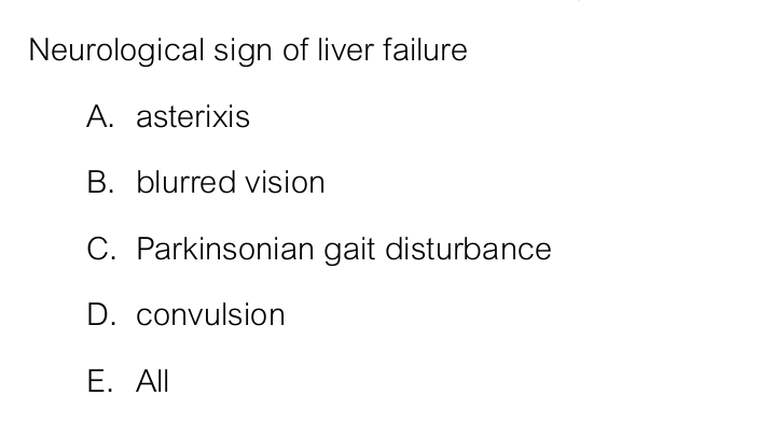 Neurological sign of liver failure
A. asterixis
B. blurred vision
C. Parkinsonian gait disturbance
D. convulsion
E. All